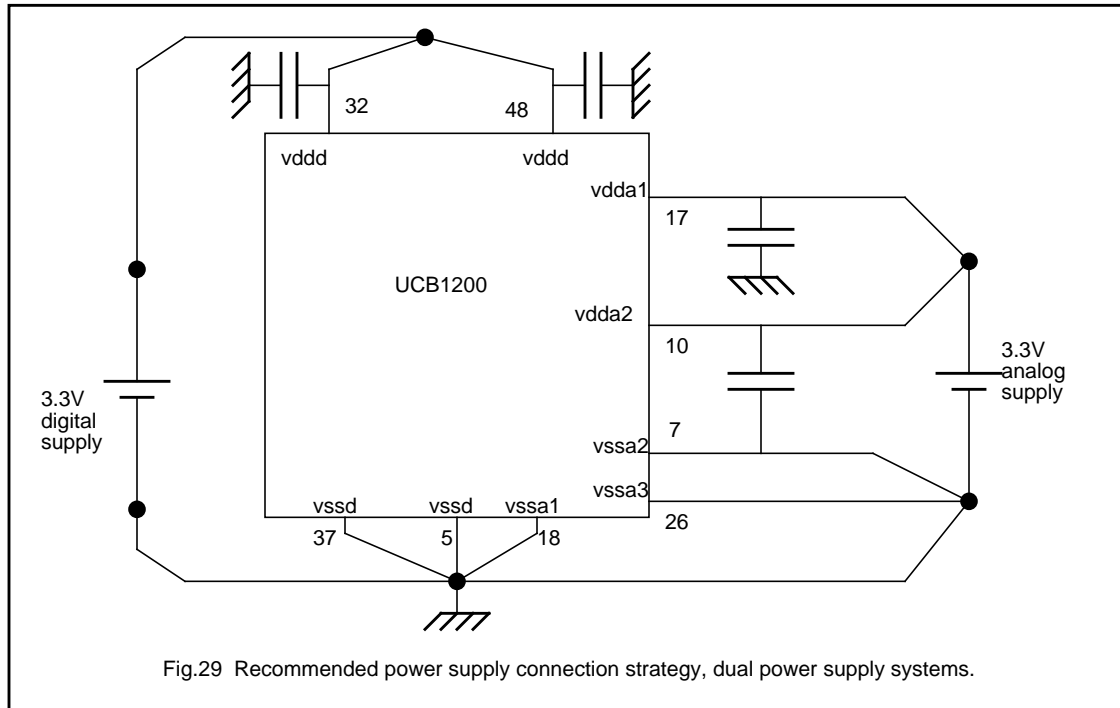 32
48
vddd
vddd
vdda1
17
UCB1200
vdda2
10
3.3V
analog
supply
3.3V
digital
supply
7
vssa2
vssa3
26
vssd
vssd
vssa1
37
5
18
Fig.29 Recommended power supply connection strategy, dual power supply systems.